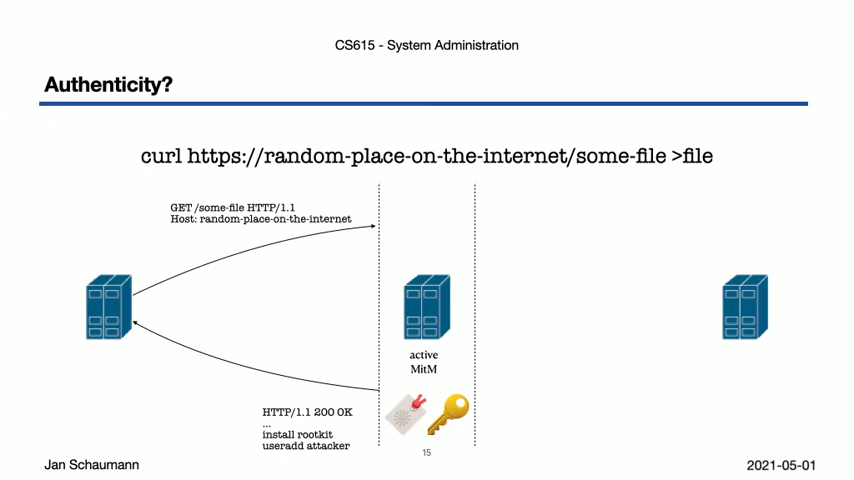 CS615 - System Administration
Authenticity?
curl https://random-place-on-the-internet/some-file >file
GET /some-file HTTP/1.1
Host: random-place-on-the-internet
active
MitM
HTTP/1.1 200 OK
...
install rootkit
useradd attacker
15
Jan Schaumann
2021-05-01